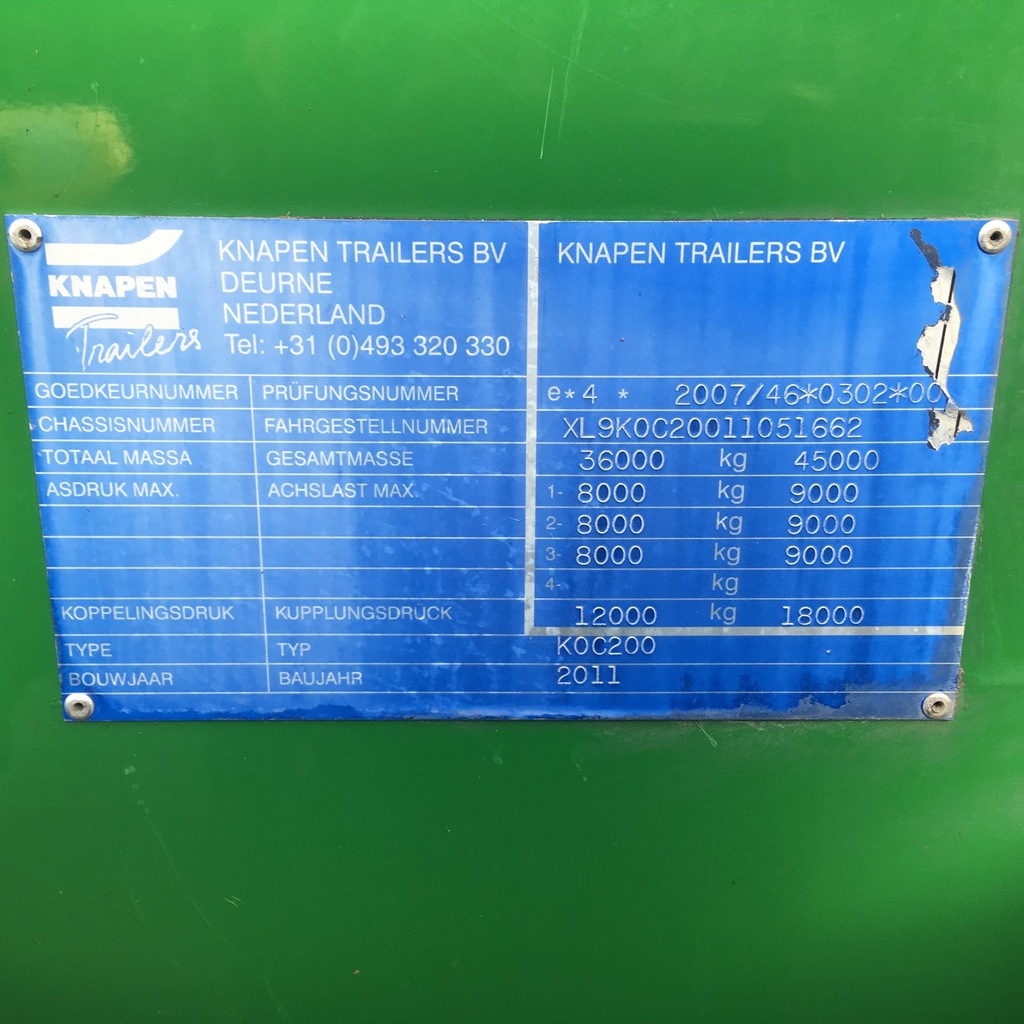 KNAPEN
Trailers
KNAPEN TRAILERS BV
DEURNE
NEDERLAND
Tel: +31 (0)493 320 330
KNAPEN TRAILERS BV
GOEDKEURNUMMER PRÜFUNGSNUMMER e*4 * 2007/46*0302*00
CHASSISNUMMER FAHRGESTELLNUMMER XL9K0C20011051662
TOTAAL MASSA GESAMTMASSE 36000 kg 45000
ASDRUK MAX. ACHSLAST MAX. 1- 8000 kg 9000
2- 8000 kg 9000
3- 8000 kg 9000
4- kg
KOPPELINGSDRUK KUPPLUNGSDRUCK 12000 kg 18000
TYPE TYP K0C200
BOUWJAAR BAUJAHR 2011